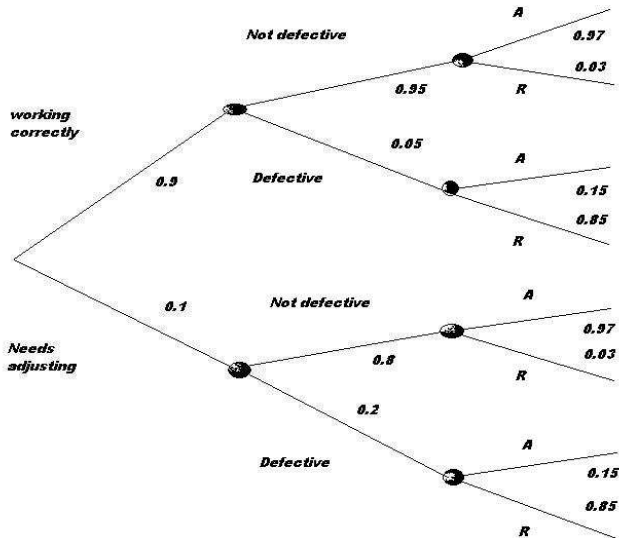 A
Not defective
0.97
0.03
0.95
R
working
correctly
0.05
A
0.9
Defective
0.15
0.85
R
A
0.1
Not defective
0.97
Needs
adjusting
0.8
0.03
R
0.2
A
Defective
0.15
0.85
R